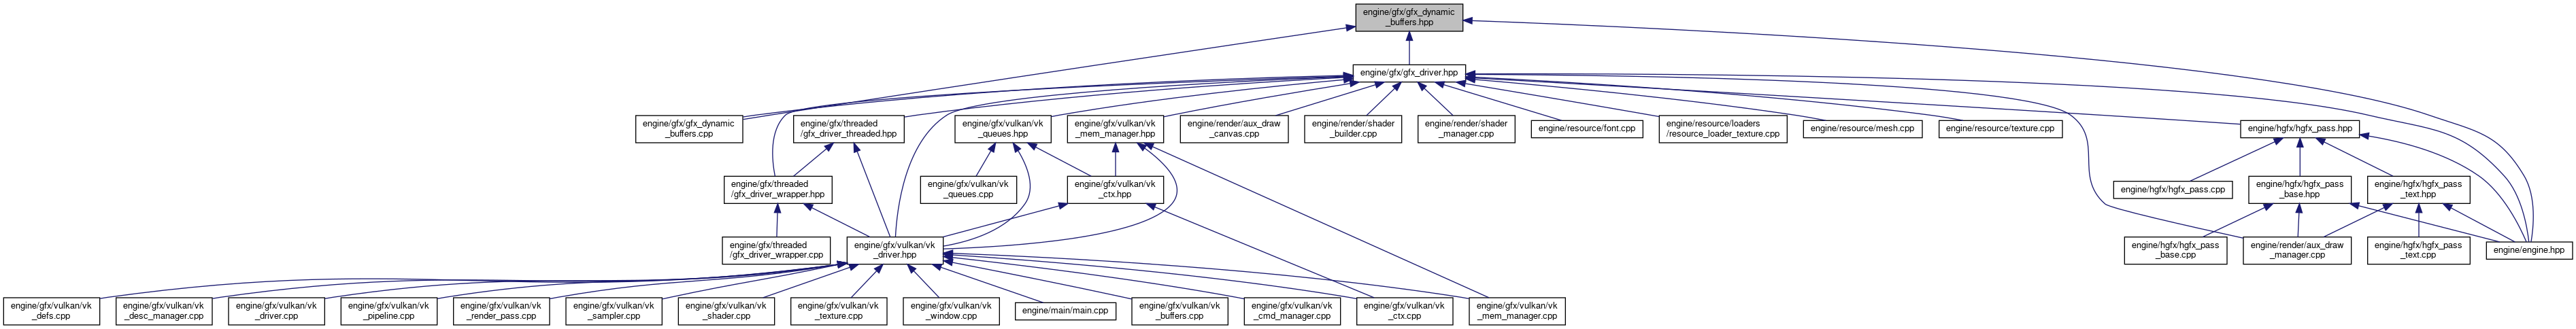 engine/gfx/gfx_dynamic
_buffers.hpp
engine/gfx/gfx_driver.hpp
engine/gfx/gfx_dynamic
_buffers.cpp
engine/gfx/threaded
/gfx_driver_threaded.hpp
engine/gfx/vulkan/vk
_queues.hpp
engine/gfx/vulkan/vk
_mem_manager.hpp
engine/render/aux_draw
_canvas.cpp
engine/render/shader
_builder.cpp
engine/render/shader
_manager.cpp
engine/resource/font.cpp
engine/resource/loaders
/resource_loader_texture.cpp
engine/resource/mesh.cpp
engine/resource/texture.cpp
engine/hgfx/hgfx_pass.hpp
engine/gfx/threaded
/gfx_driver_wrapper.hpp
engine/gfx/vulkan/vk
_queues.cpp
engine/gfx/vulkan/vk
_ctx.hpp
engine/hgfx/hgfx_pass.cpp
engine/hgfx/hgfx_pass
_base.hpp
engine/hgfx/hgfx_pass
_text.hpp
engine/gfx/threaded
/gfx_driver_wrapper.cpp
engine/gfx/vulkan/vk
_driver.hpp
engine/hgfx/hgfx_pass
_base.cpp
engine/render/aux_draw
_manager.cpp
engine/hgfx/hgfx_pass
_text.cpp
engine/engine.hpp
engine/gfx/vulkan/vk
_defs.cpp
engine/gfx/vulkan/vk
_desc_manager.cpp
engine/gfx/vulkan/vk
_driver.cpp
engine/gfx/vulkan/vk
_pipeline.cpp
engine/gfx/vulkan/vk
_render_pass.cpp
engine/gfx/vulkan/vk
_sampler.cpp
engine/gfx/vulkan/vk
_shader.cpp
engine/gfx/vulkan/vk
_texture.cpp
engine/gfx/vulkan/vk
_window.cpp
engine/main/main.cpp
engine/gfx/vulkan/vk
_buffers.cpp
engine/gfx/vulkan/vk
_cmd_manager.cpp
engine/gfx/vulkan/vk
_ctx.cpp
engine/gfx/vulkan/vk
_mem_manager.cpp